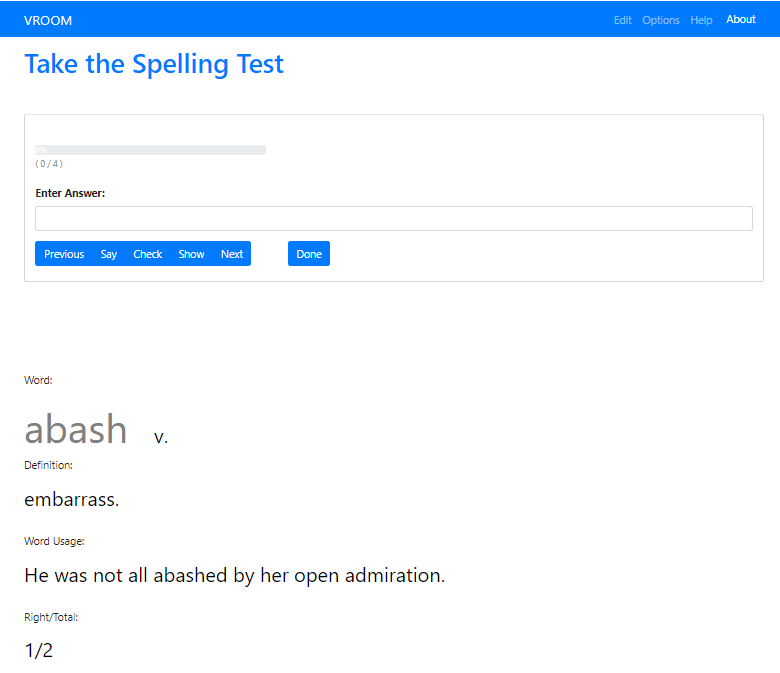 VROOM Edit Options Help About
Take the Spelling Test
0%
( 0 / 4 )
Enter Answer:
Previous Say Check Show Next Done
Word:
abash v.
Definition:
embarrass.
Word Usage:
He was not all abashed by her open admiration.
Right/Total:
1/2